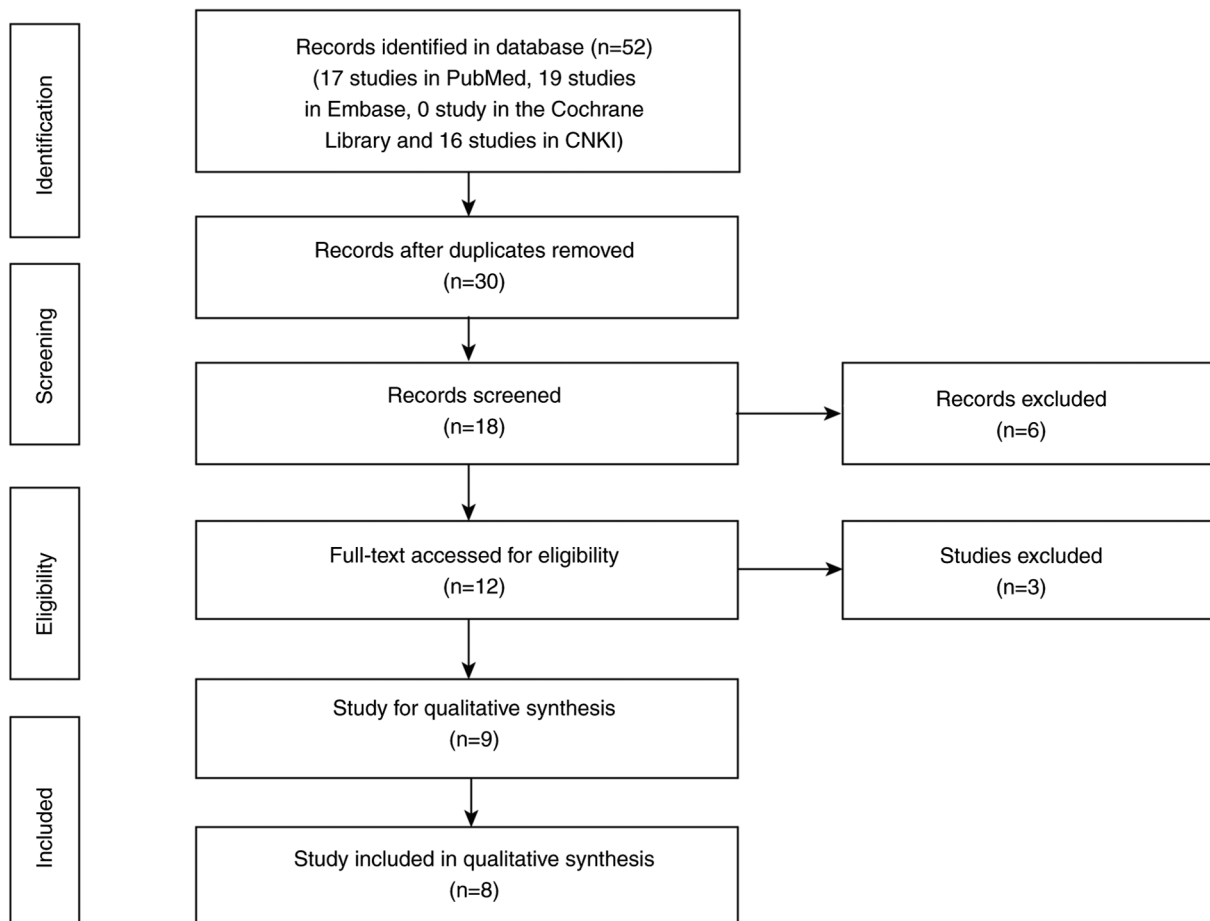 Identification
Records identified in database (n=52)
(17 studies in PubMed, 19 studies
in Embase, 0 study in the Cochrane
Library and 16 studies in CNKI)
Records after duplicates removed
(n=30)
Screening
Records screened
(n=18)
Records excluded
(n=6)
Eligibility
Full-text accessed for eligibility
(n=12)
Studies excluded
(n=3)
Study for qualitative synthesis
(n=9)
Included
Study included in qualitative synthesis
(n=8)